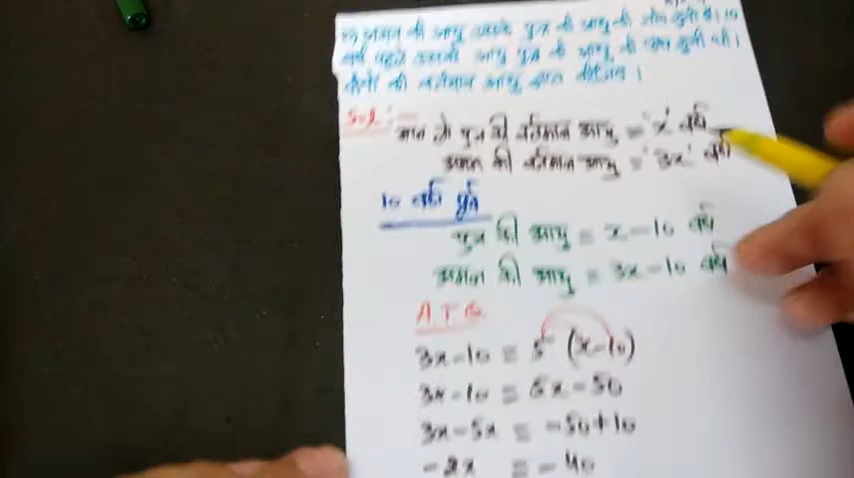 अमन की आयु उसके पुत्र की आयु की तीन गुनी है। 10
वर्ष पहले उसकी आयु पुत्र की आयु की पांच गुनी थी।
दोनों की वर्तमान आयु ज्ञात कीजिए।
Sol:-
मान लो पुत्र की वर्तमान आयु = 'x' वर्ष
अमन की वर्तमान आयु = '3x' वर्ष
10 वर्ष पूर्व
पुत्र की आयु = x-10 वर्ष
अमन की आयु = 3x-10 वर्ष
A.T.Q.
3x-10 = 5 (x-10)
3x-10 = 5x-50
3x-5x = -50+10
-2x = -40